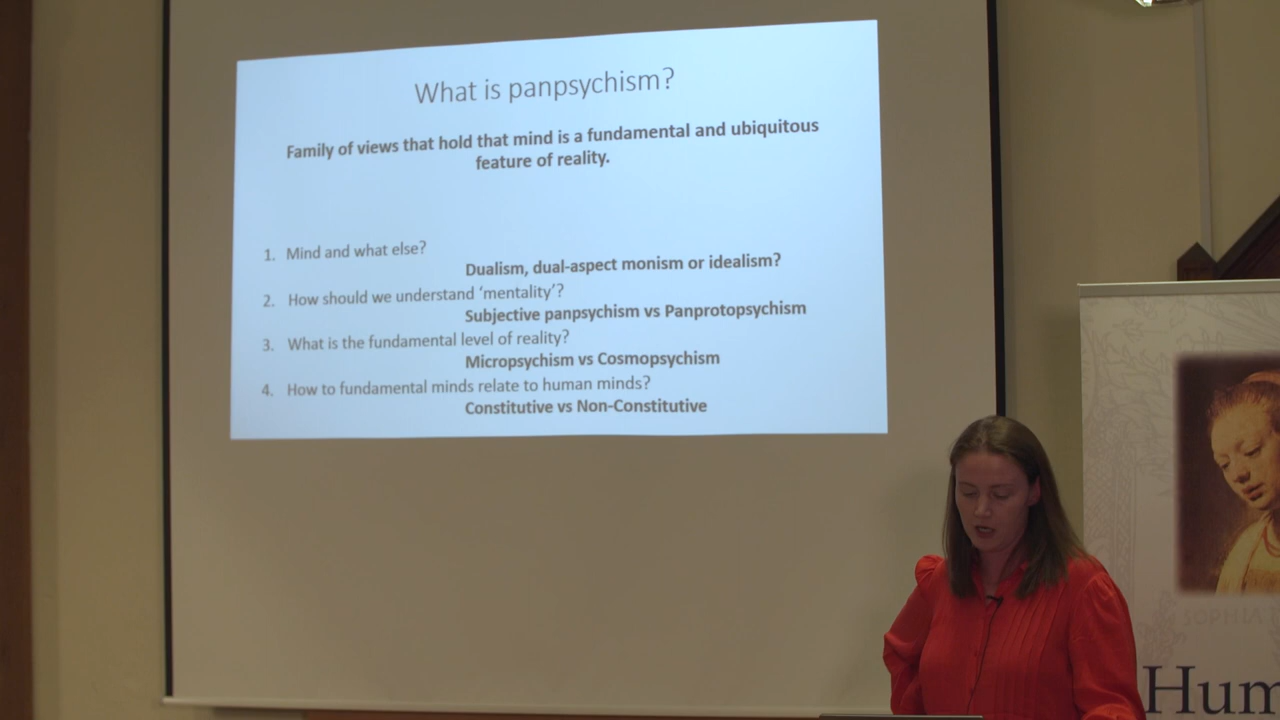 What is panpsychism?
Family of views that hold that mind is a fundamental and ubiquitous
feature of reality.
1. Mind and what else?
Dualism, dual-aspect monism or idealism?
2. How should we understand ‘mentality’?
Subjective panpsychism vs Panprotopsychism
3. What is the fundamental level of reality?
Micropsychism vs Cosmopsychism
4. How to fundamental minds relate to human minds?
Constitutive vs Non-Constitutive
SOPHIA
Hum